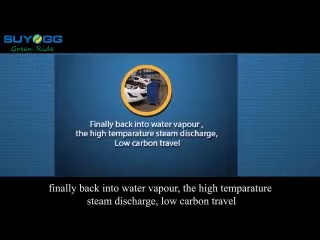 SUYOGG
Green Ride
Finally back into water vapour ,
the high temparature steam discharge,
Low carbon travel
finally back into water vapour, the high temparature
steam discharge, low carbon travel